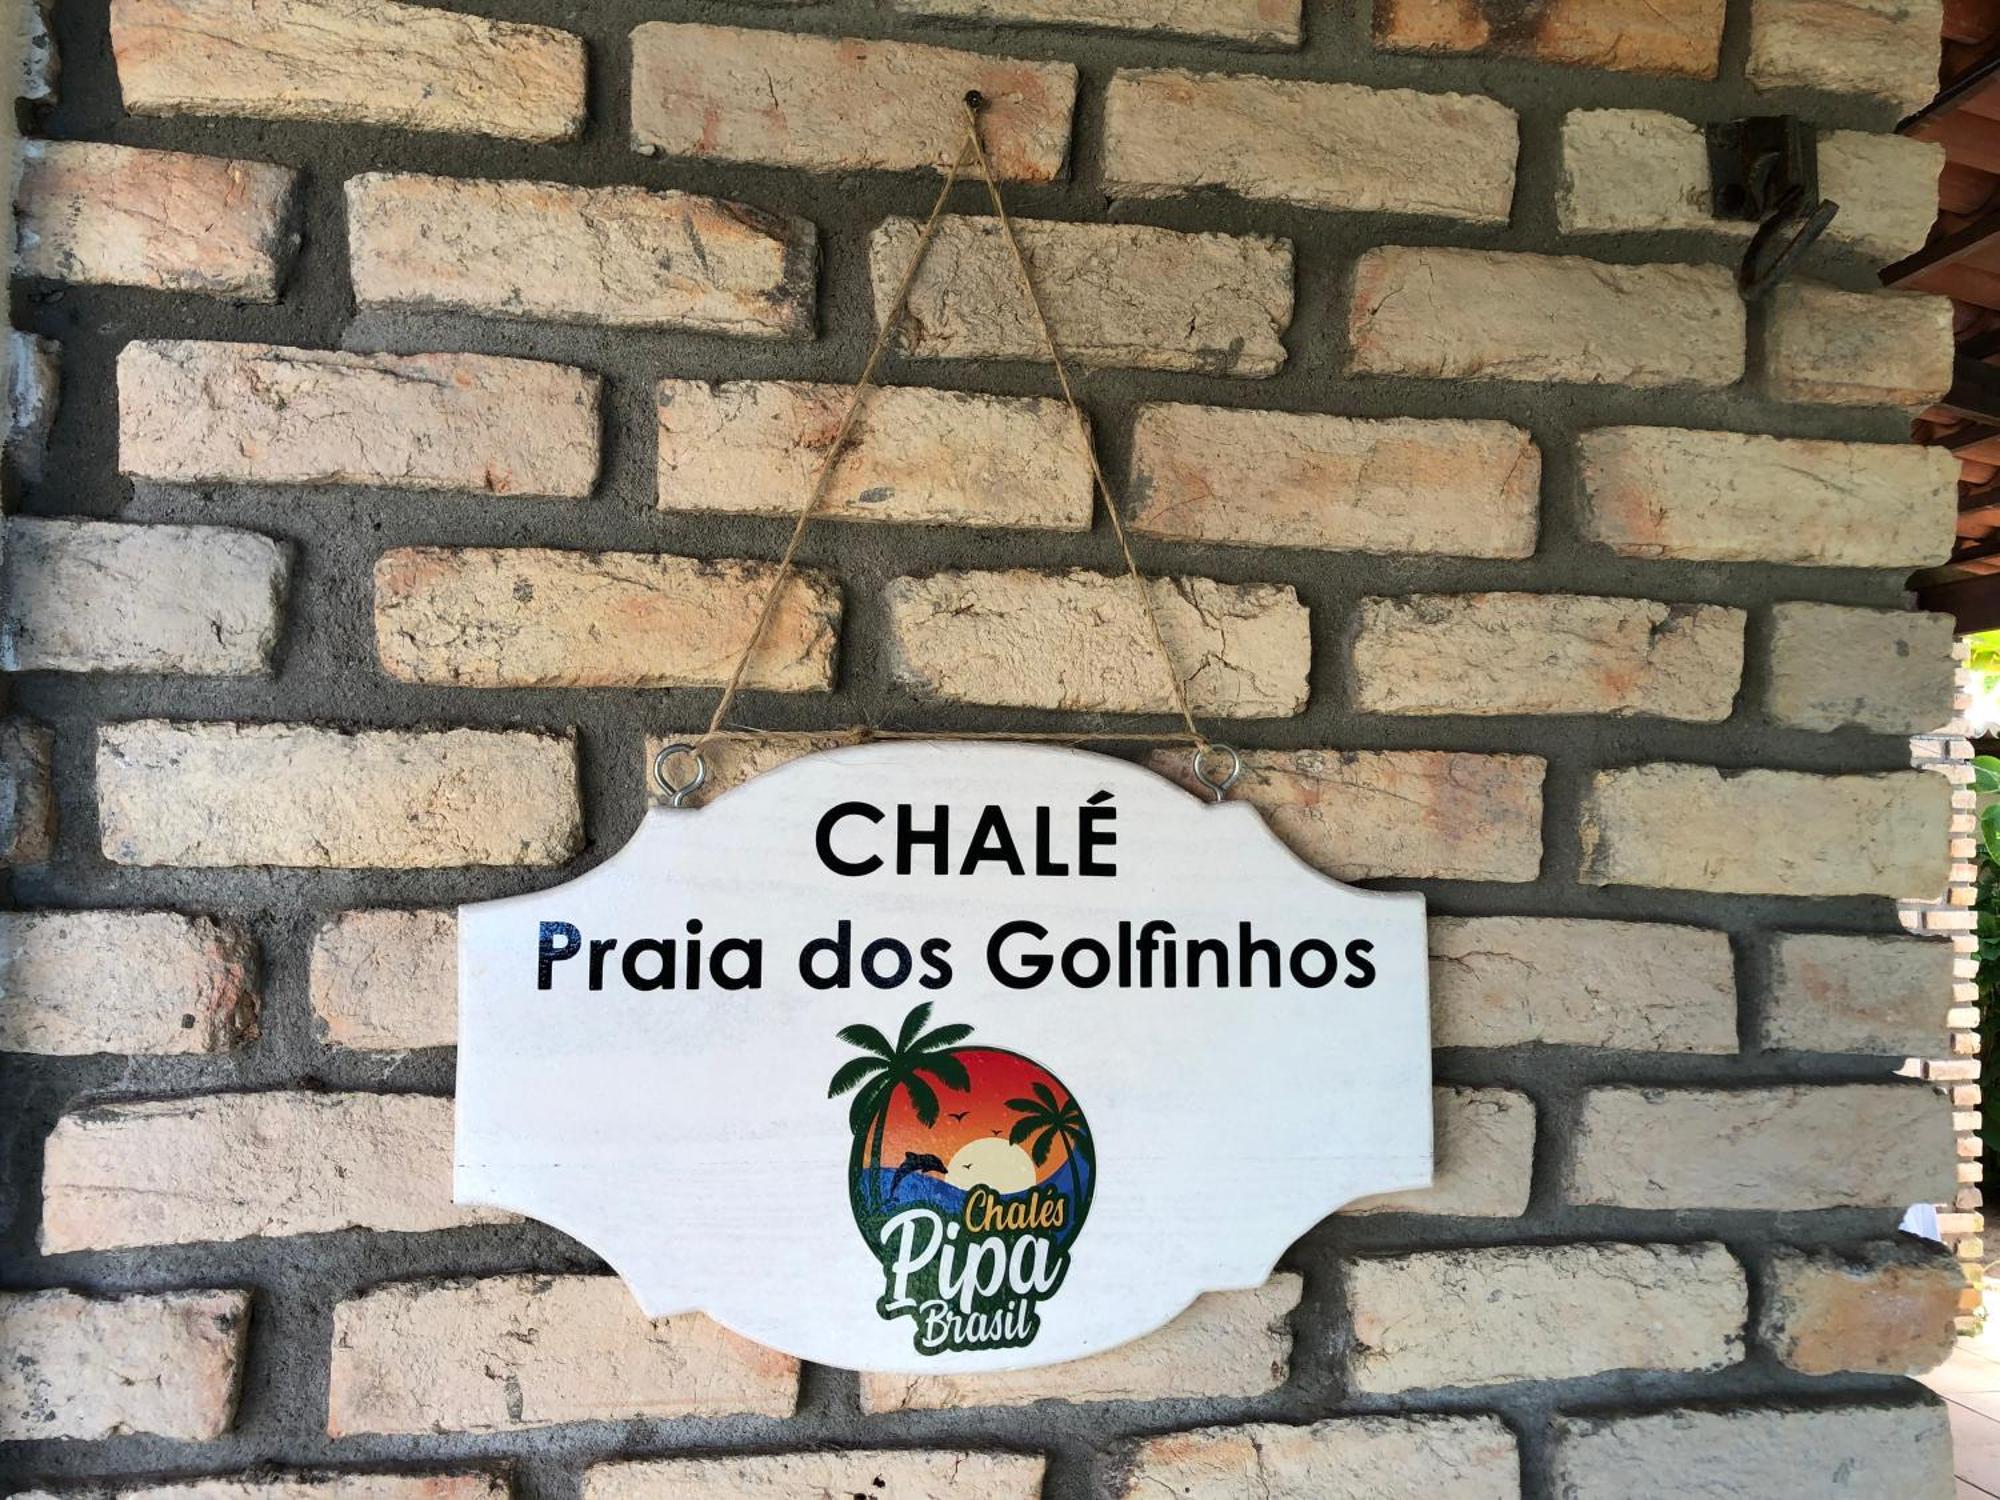 CHALÉ
Praia dos Golfinhos
Chalés
Pipa
Brasil